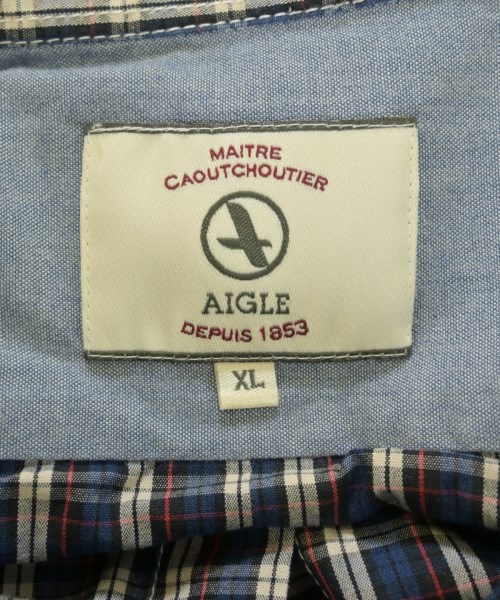 MAITRE
CAOUTCHOUTIER
AIGLE
DEPUIS 1853
XL